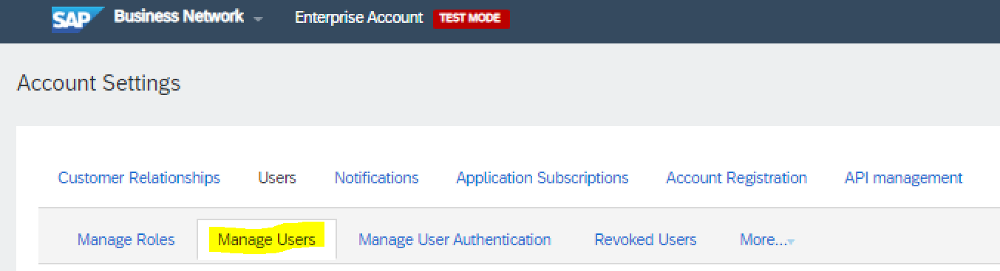 SAP Business Network Enterprise Account TEST MODE
Account Settings
Customer Relationships Users Notifications Application Subscriptions Account Registration API management
Manage Roles Manage Users Manage User Authentication Revoked Users More...